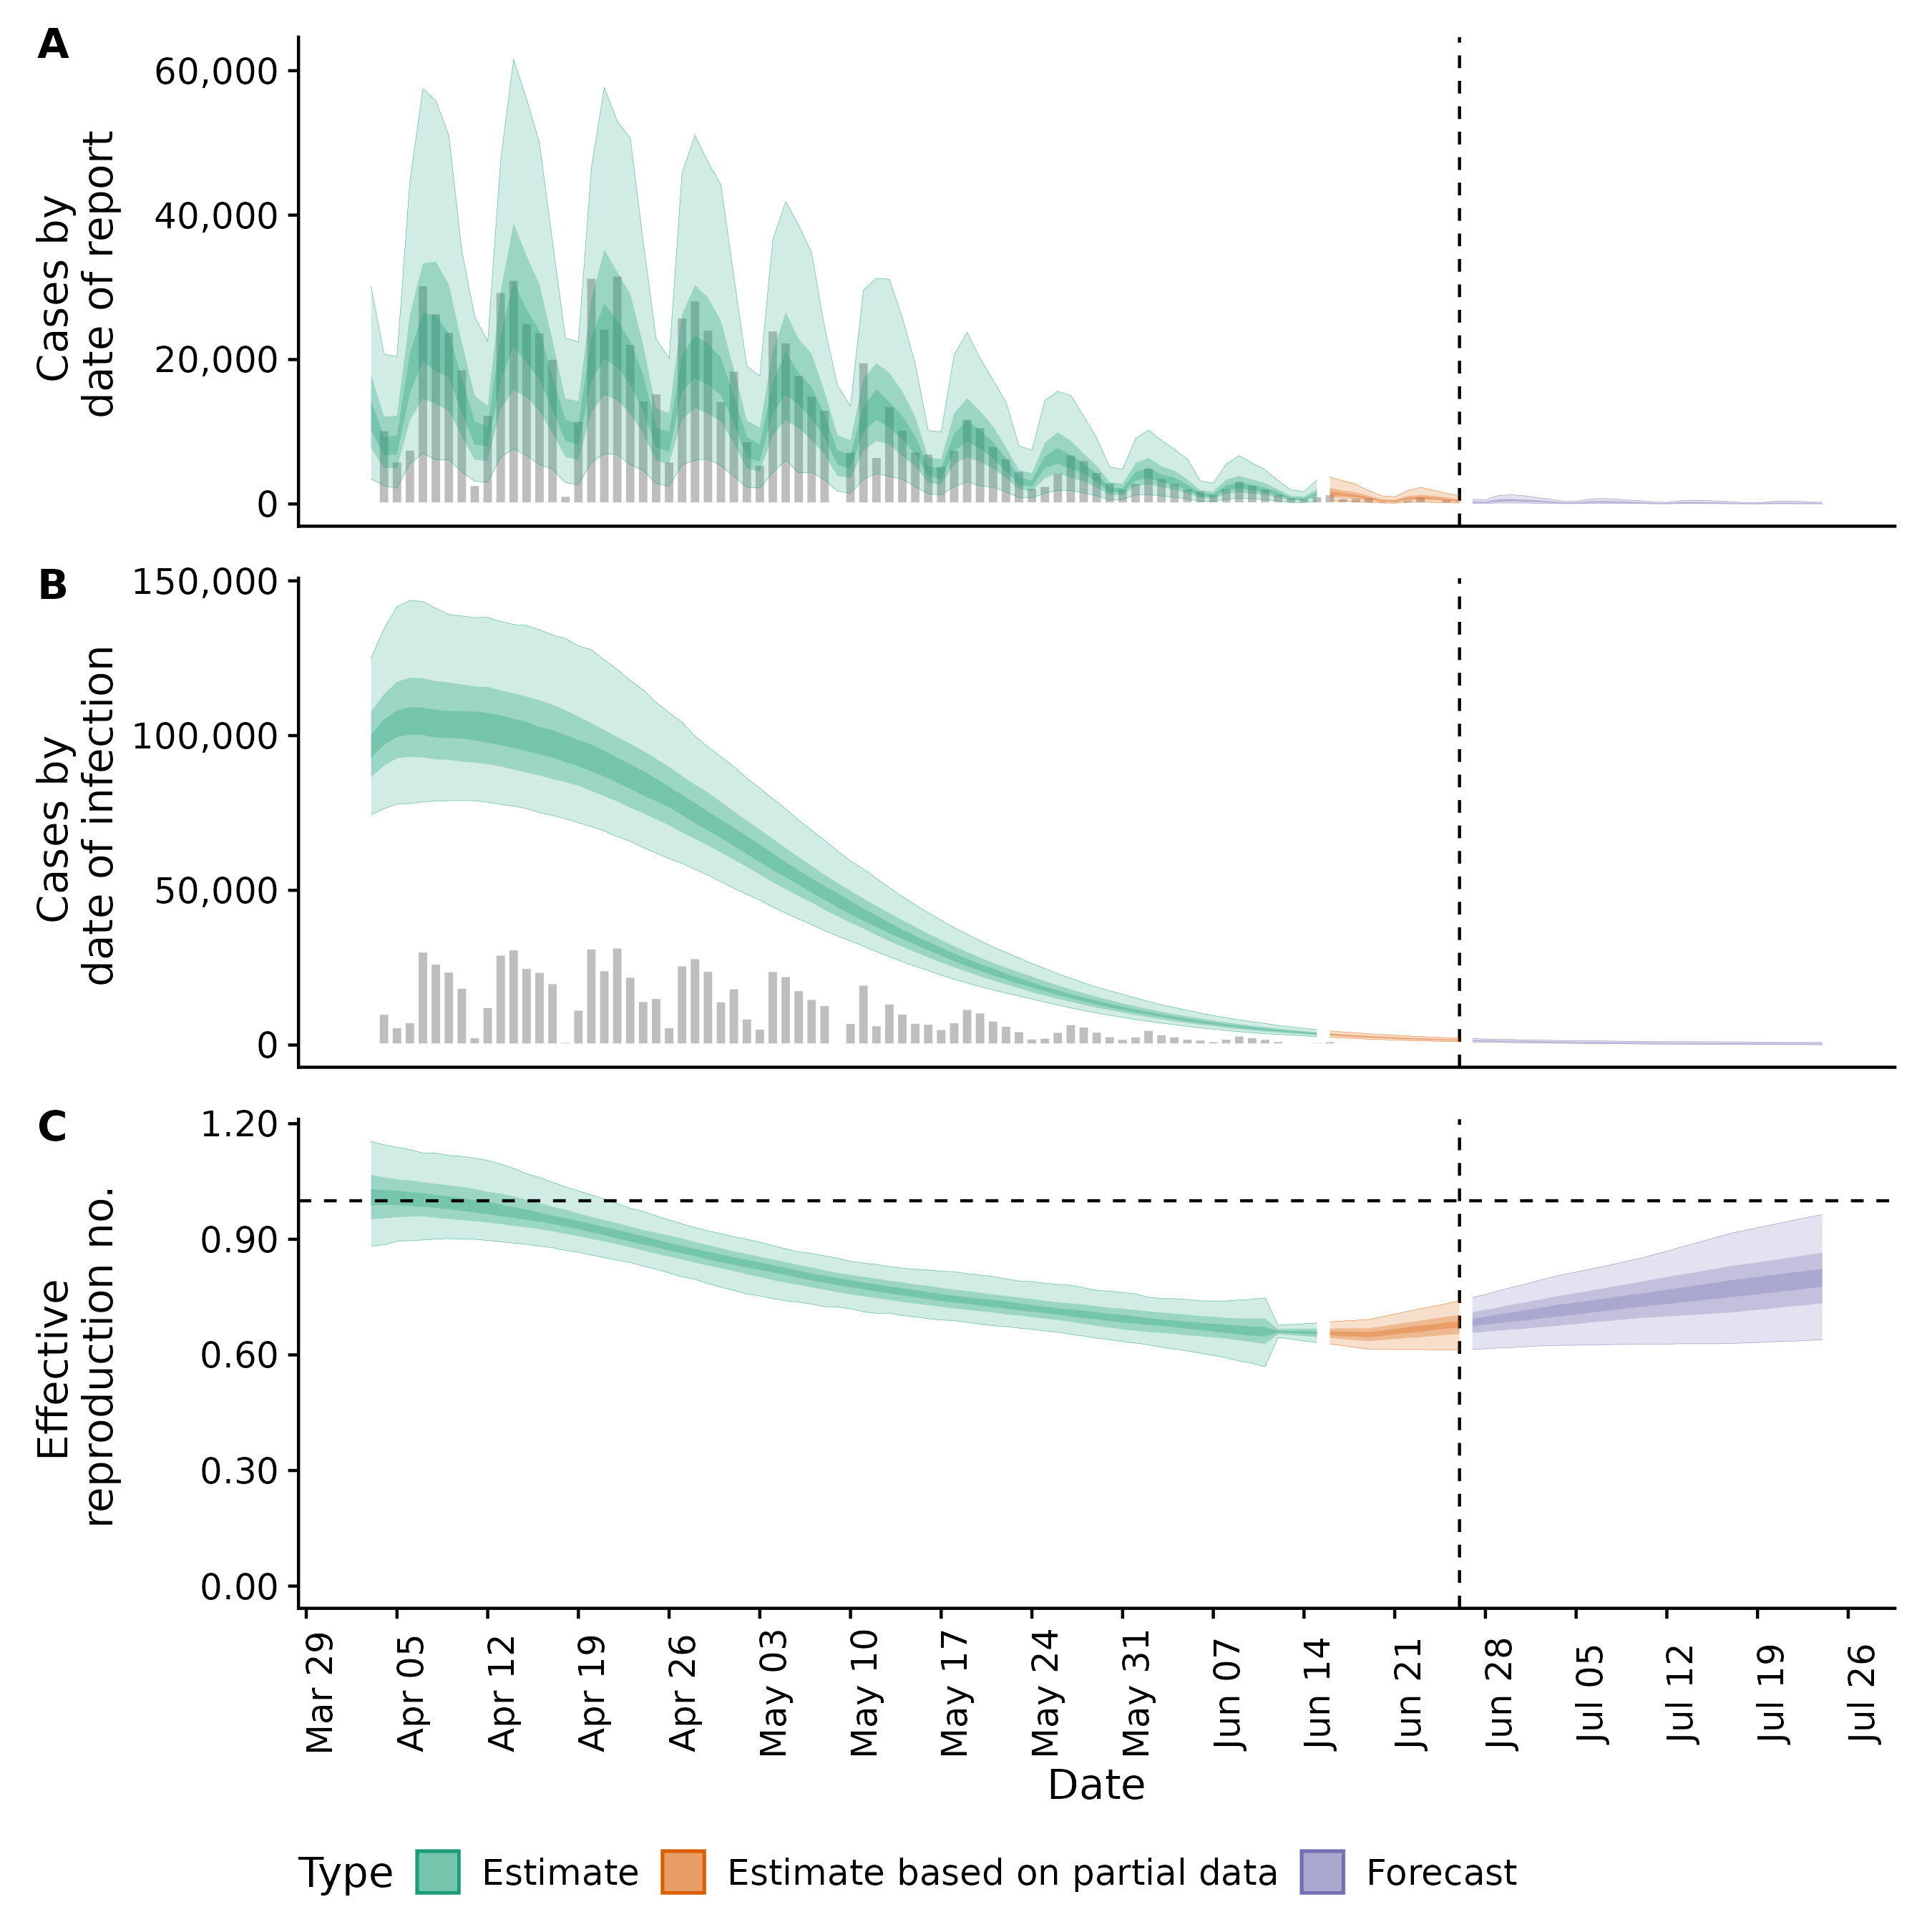 A
Cases by
date of report
60,000
40,000
20,000
0
B
Cases by
date of infection
150,000
100,000
50,000
0
C
Effective
reproduction no.
1.20
0.90
0.60
0.30
0.00
Mar 29
Apr 05
Apr 12
Apr 19
Apr 26
May 03
May 10
May 17
May 24
May 31
Jun 07
Jun 14
Jun 21
Jun 28
Jul 05
Jul 12
Jul 19
Jul 26
Date
Type Estimate Estimate based on partial data Forecast